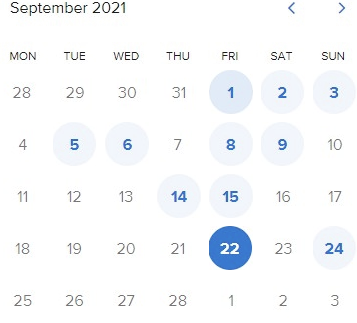 September 2021
MON TUE WED THU FRI SAT SUN
28 29 30 31 1 2 3
4 5 6 7 8 9 10
11 12 13 14 15 16 17
18 19 20 21 22 23 24
25 26 27 28 1 2 3